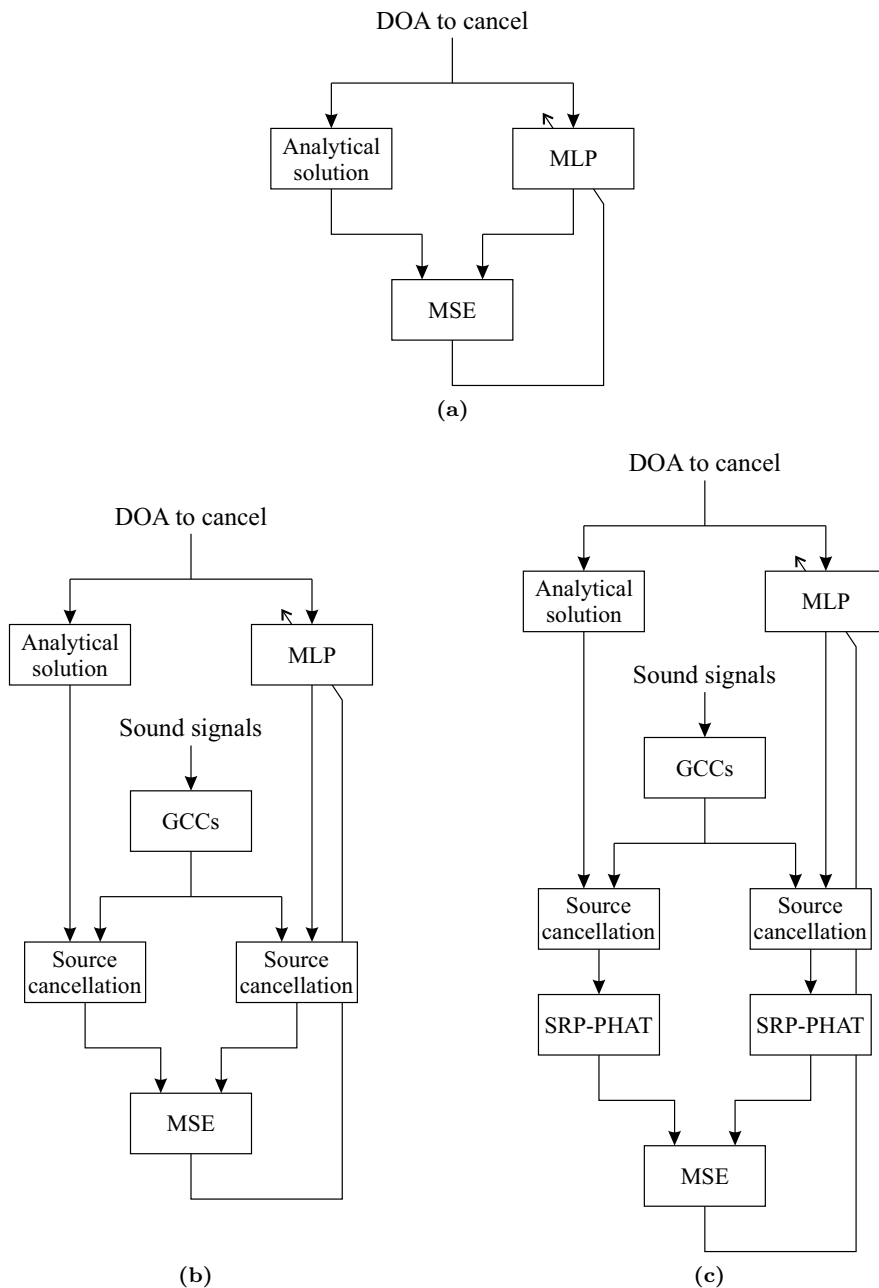 DOA to cancel
Analytical
solution
MLP
MSE
(a)
DOA to cancel
Analytical
solution
MLP
Sound signals
GCCs
Source
cancellation
Source
cancellation
MSE
(b)
DOA to cancel
Analytical
solution
MLP
Sound signals
GCCs
Source
cancellation
Source
cancellation
SRP-PHAT
SRP-PHAT
MSE
(c)